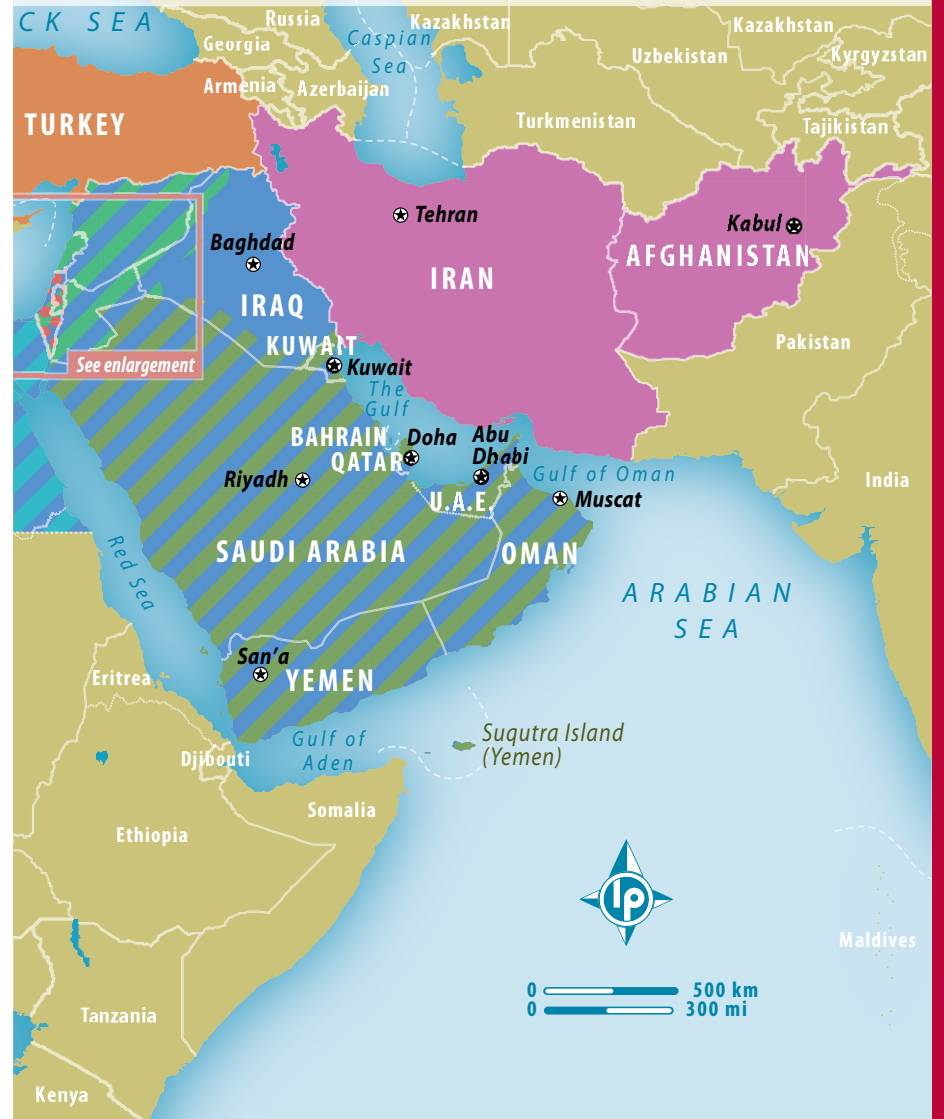 CK SEA
Russia
Kazakhstan
Kazakhstan
Georgia
Caspian
Sea
Uzbekistan
Kyrgyzstan
Armenia
Azerbaijan
TURKEY
Turkmenistan
Tajikistan
Tehran
Kabul
Baghdad
AFGHANISTAN
IRAN
IRAQ
KUWAIT
Pakistan
See enlargement
Kuwait
The
Gulf
BAHRAIN
Doha
Abu
Dhabi
QATAR
Riyadh
Gulf of Oman
India
U.A.E.
Muscat
SAUDI ARABIA
OMAN
Red Sea
ARABIAN
SEA
San'a
YEMEN
Eritrea
Gulf of
Aden
Suqutra Island
(Yemen)
Djibouti
Somalia
Ethiopia
lp
Maldives
0 500 km
0 300 mi
Tanzania
Kenya